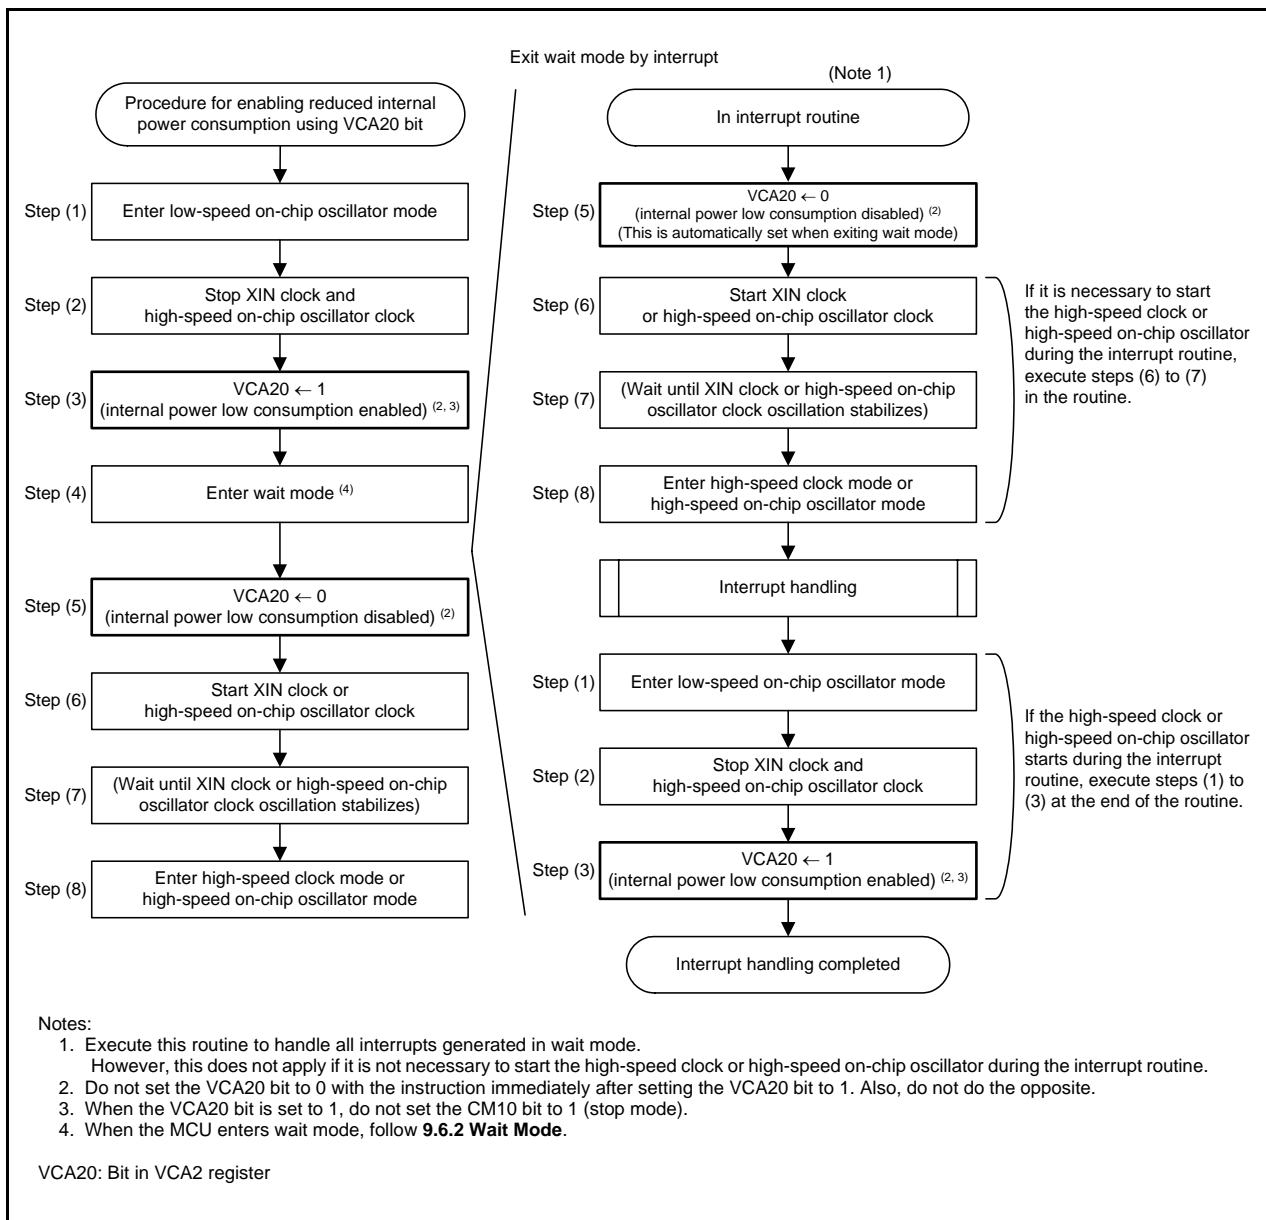 Exit wait mode by interrupt
Procedure for enabling reduced internal
power consumption using VCA20 bit
Step (1)
Enter low-speed on-chip oscillator mode
Step (2)
Stop XIN clock and
high-speed on-chip oscillator clock
Step (3)
VCA20 ← 1
(internal power low consumption enabled) (2, 3)
Step (4)
Enter wait mode (4)
Step (5)
VCA20 ← 0
(internal power low consumption disabled) (2)
Step (6)
Start XIN clock or
high-speed on-chip oscillator clock
Step (7)
(Wait until XIN clock or high-speed on-chip
oscillator clock oscillation stabilizes)
Step (8)
Enter high-speed clock mode or
high-speed on-chip oscillator mode
(Note 1)
In interrupt routine
Step (5)
VCA20 ← 0
(internal power low consumption disabled) (2)
(This is automatically set when exiting wait mode)
Step (6)
Start XIN clock
or high-speed on-chip oscillator clock
Step (7)
(Wait until XIN clock or high-speed on-chip
oscillator clock oscillation stabilizes)
Step (8)
Enter high-speed clock mode or
high-speed on-chip oscillator mode
If it is necessary to start
the high-speed clock or
high-speed on-chip oscillator
during the interrupt routine,
execute steps (6) to (7)
in the routine.
Interrupt handling
Step (1)
Enter low-speed on-chip oscillator mode
Step (2)
Stop XIN clock and
high-speed on-chip oscillator clock
Step (3)
VCA20 ← 1
(internal power low consumption enabled) (2, 3)
If the high-speed clock or
high-speed on-chip oscillator
starts during the interrupt
routine, execute steps (1) to
(3) at the end of the routine.
Interrupt handling completed
Notes:
1. Execute this routine to handle all interrupts generated in wait mode.
However, this does not apply if it is not necessary to start the high-speed clock or high-speed on-chip oscillator during the interrupt routine.
2. Do not set the VCA20 bit to 0 with the instruction immediately after setting the VCA20 bit to 1. Also, do not do the opposite.
3. When the VCA20 bit is set to 1, do not set the CM10 bit to 1 (stop mode).
4. When the MCU enters wait mode, follow 9.6.2 Wait Mode.
VCA20: Bit in VCA2 register